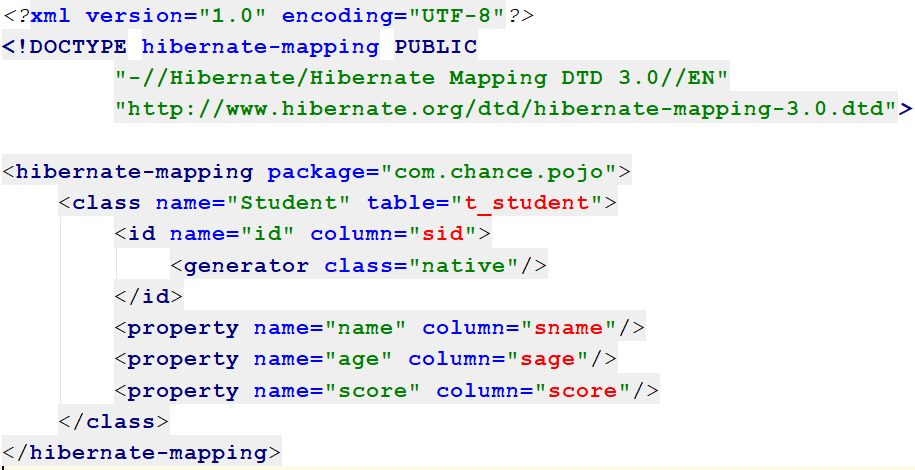 <?xml version="1.0" encoding="UTF-8"?>
<!DOCTYPE hibernate-mapping PUBLIC
"-//Hibernate/Hibernate Mapping DTD 3.0//EN"
"http://www.hibernate.org/dtd/hibernate-mapping-3.0.dtd">
<hibernate-mapping package="com.chance.pojo">
<class name="Student" table="t_student">
<id name="id" column="sid">
<generator class="native"/>
</id>
<property name="name" column="sname"/>
<property name="age" column="sage"/>
<property name="score" column="score"/>
</class>
</hibernate-mapping>